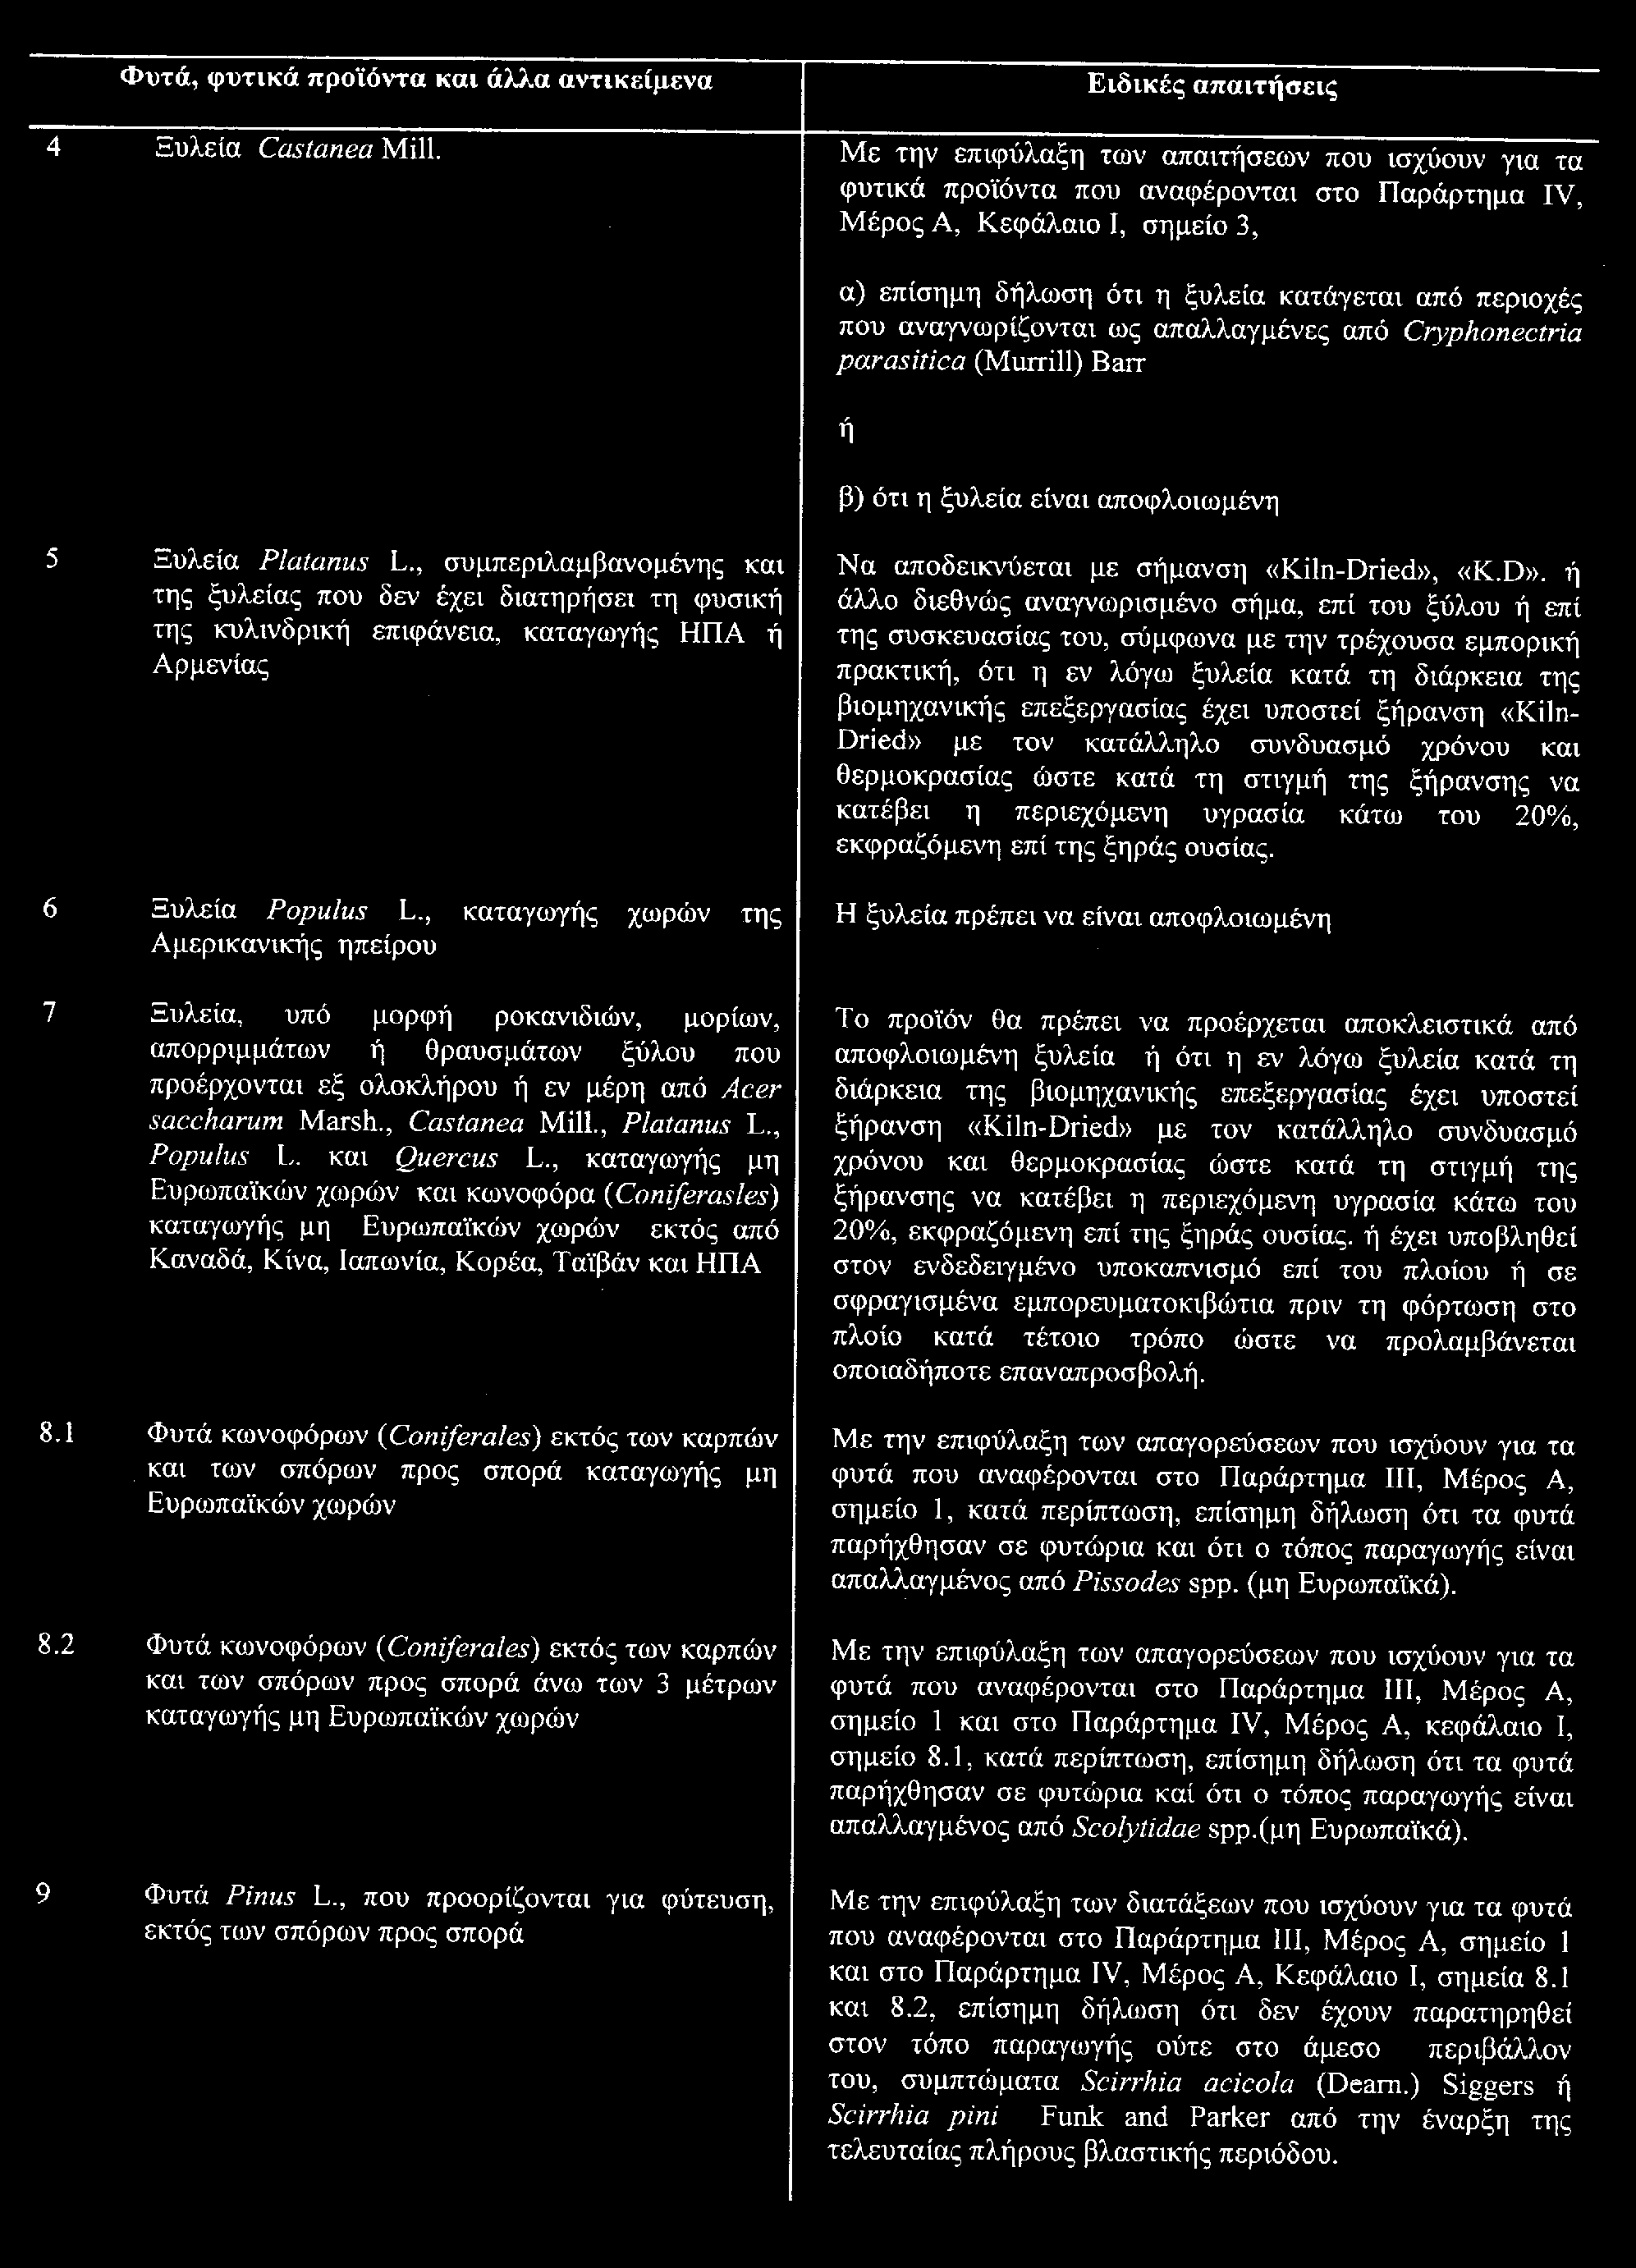 Φυτά, φυτικά προϊόντα και άλλα αντικείμενα
Ειδικές απαιτήσεις
4 Ξυλεία Castanea Mill.
Με την επιφύλαξη των απαιτήσεων που ισχύουν για τα
φυτικά προϊόντα που αναφέρονται στο Παράρτημα IV,
Μέρος Α, Κεφάλαιο Ι, σημείο 3,
α) επίσημη δήλωση ότι η ξυλεία κατάγεται από περιοχές
που αναγνωρίζονται ως απαλλαγμένες από Cryphonectria
parasitica (Murrill) Barr
ή
β) ότι η ξυλεία είναι αποφλοιωμένη
5 Ξυλεία Platanus L., συμπεριλαμβανομένης και
της ξυλείας που δεν έχει διατηρήσει τη φυσική
της κυλινδρική επιφάνεια, καταγωγής ΗΠΑ ή
Αρμενίας
Να αποδεικνύεται με σήμανση «Kiln-Dried», «K.D». ή
άλλο διεθνώς αναγνωρισμένο σήμα, επί του ξύλου ή επί
της συσκευασίας του, σύμφωνα με την τρέχουσα εμπορική
πρακτική, ότι η εν λόγω ξυλεία κατά τη διάρκεια της
βιομηχανικής επεξεργασίας έχει υποστεί ξήρανση «Kiln-
Dried» με τον κατάλληλο συνδυασμό χρόνου και
θερμοκρασίας ώστε κατά τη στιγμή της ξήρανσης να
κατέβει η περιεχόμενη υγρασία κάτω του 20%,
εκφραζόμενη επί της ξηράς ουσίας.
6 Ξυλεία Populus L., καταγωγής χωρών της
Αμερικανικής ηπείρου
Η ξυλεία πρέπει να είναι αποφλοιωμένη
7 Ξυλεία, υπό μορφή ροκανιδιών, μορίων,
απορριμμάτων ή θραυσμάτων ξύλου που
προέρχονται εξ ολοκλήρου ή εν μέρη από Acer
saccharum Marsh., Castanea Mill., Platanus L.,
Populus L. και Quercus L., καταγωγής μη
Ευρωπαϊκών χωρών και κωνοφόρα (Coniferasles)
καταγωγής μη Ευρωπαϊκών χωρών εκτός από
Καναδά, Κίνα, Ιαπωνία, Κορέα, Ταϊβάν και ΗΠΑ
Το προϊόν θα πρέπει να προέρχεται αποκλειστικά από
αποφλοιωμένη ξυλεία ή ότι η εν λόγω ξυλεία κατά τη
διάρκεια της βιομηχανικής επεξεργασίας έχει υποστεί
ξήρανση «Kiln-Dried» με τον κατάλληλο συνδυασμό
χρόνου και θερμοκρασίας ώστε κατά τη στιγμή της
ξήρανσης να κατέβει η περιεχόμενη υγρασία κάτω του
20%, εκφραζόμενη επί της ξηράς ουσίας. ή έχει υποβληθεί
στον ενδεδειγμένο υποκαπνισμό επί του πλοίου ή σε
σφραγισμένα εμπορευματοκιβώτια πριν τη φόρτωση στο
πλοίο κατά τέτοιο τρόπο ώστε να προλαμβάνεται
οποιαδήποτε επαναπροσβολή.
8.1 Φυτά κωνοφόρων (Coniferales) εκτός των καρπών
και των σπόρων προς σπορά καταγωγής μη
Ευρωπαϊκών χωρών
Με την επιφύλαξη των απαγορεύσεων που ισχύουν για τα
φυτά που αναφέρονται στο Παράρτημα ΙΙΙ, Μέρος Α,
σημείο 1, κατά περίπτωση, επίσημη δήλωση ότι τα φυτά
παρήχθησαν σε φυτώρια και ότι ο τόπος παραγωγής είναι
απαλλαγμένος από Pissodes spp. (μη Ευρωπαϊκά).
8.2 Φυτά κωνοφόρων (Coniferales) εκτός των καρπών
και των σπόρων προς σπορά άνω των 3 μέτρων
καταγωγής μη Ευρωπαϊκών χωρών
Με την επιφύλαξη των απαγορεύσεων που ισχύουν για τα
φυτά που αναφέρονται στο Παράρτημα ΙΙΙ, Μέρος Α,
σημείο 1 και στο Παράρτημα IV, Μέρος Α, κεφάλαιο Ι,
σημείο 8.1, κατά περίπτωση, επίσημη δήλωση ότι τα φυτά
παρήχθησαν σε φυτώρια καί ότι ο τόπος παραγωγής είναι
απαλλαγμένος από Scolytidae spp.(μη Ευρωπαϊκά).
9 Φυτά Pinus L., που προορίζονται για φύτευση,
εκτός των σπόρων προς σπορά
Με την επιφύλαξη των διατάξεων που ισχύουν για τα φυτά
που αναφέρονται στο Παράρτημα ΙΙΙ, Μέρος Α, σημείο 1
και στο Παράρτημα IV, Μέρος Α, Κεφάλαιο Ι, σημεία 8.1
και 8.2, επίσημη δήλωση ότι δεν έχουν παρατηρηθεί
στον τόπο παραγωγής ούτε στο άμεσο περιβάλλον
του, συμπτώματα Scirrhia acicola (Dearn.) Siggers ή
Scirrhia pini Funk and Parker από την έναρξη της
τελευταίας πλήρους βλαστικής περιόδου.